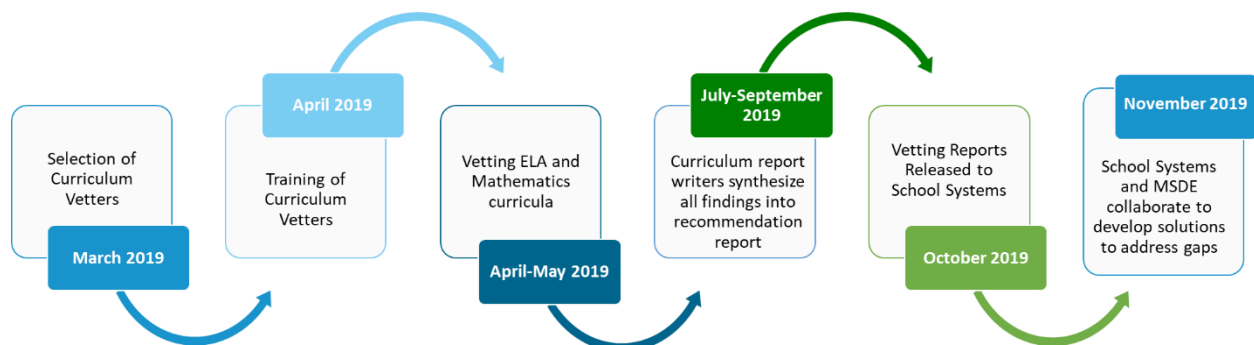 Selection of
Curriculum
Vetters
March 2019
April 2019
Training of
Curriculum
Vetters
Vetting ELA and
Mathematics
curricula
April-May 2019
July-September
2019
Curriculum report
writers synthesize
all findings into
recommendation
report
Vetting Reports
Released to
School Systems
October 2019
November 2019
School Systems
and MSDE
collaborate to
develop solutions
to address gaps